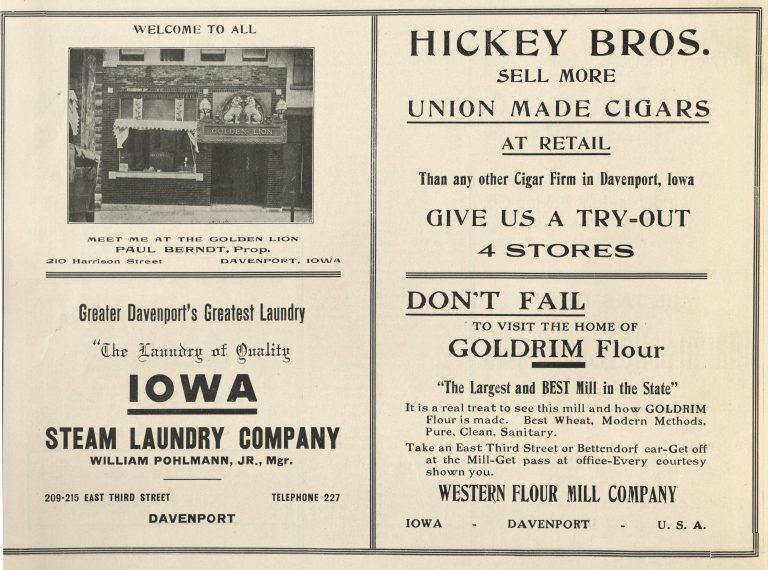 WELCOME TO ALL
GOLDEN LION
MEET ME AT THE GOLDEN LION
PAUL BERNDT, Prop.
210 Harrison Street DAVENPORT, IOWA
Greater Davenport's Greatest Laundry
"The Laundry of Quality
IOWA
STEAM LAUNDRY COMPANY
WILLIAM POHLMANN, JR., Mgr.
209-215 EAST THIRD STREET TELEPHONE 227
DAVENPORT
HICKEY BROS.
SELL MORE
UNION MADE CIGARS
AT RETAIL
Than any other Cigar Firm in Davenport, Iowa
GIVE US A TRY=OUT
4 STORES
DON'T FAIL
TO VISIT THE HOME OF
GOLDRIM Flour
"The Largest and BEST Mill in the State"
It is a real treat to see this mill and how GOLDRIM
Flour is made. Best Wheat, Modern Methods,
Pure, Clean, Sanitary.
Take an East Third Street or Bettendorf car-Get off
at the Mill-Get pass at office-Every courtesy
shown you.
WESTERN FLOUR MILL COMPANY
IOWA - DAVENPORT - U. S. A.